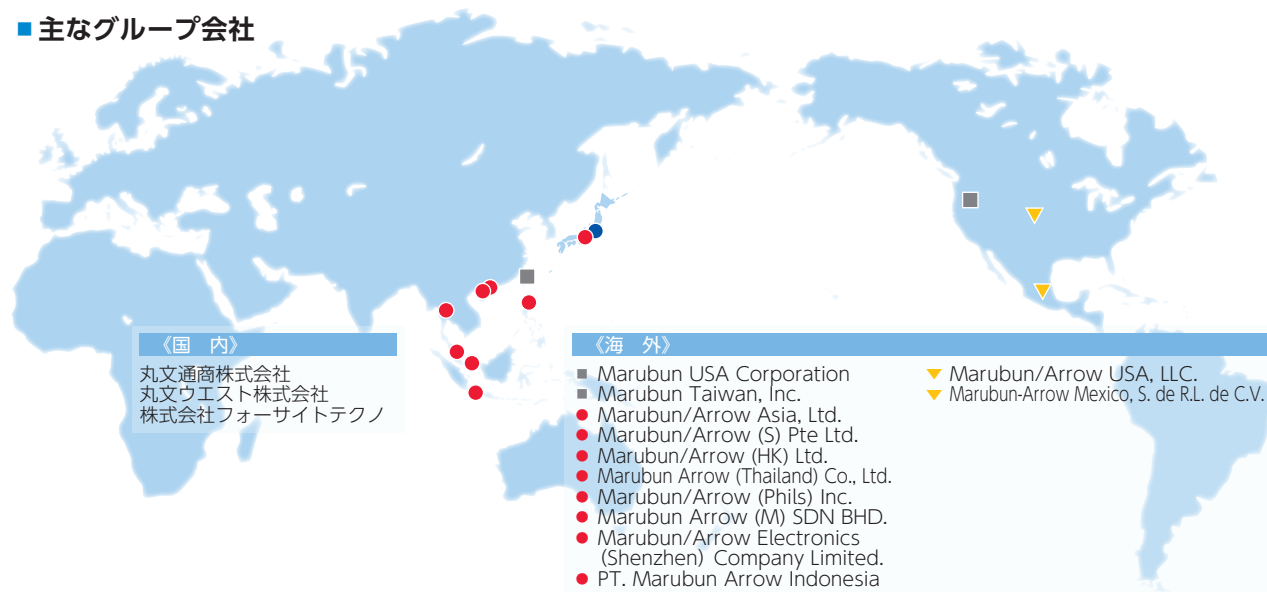 ■主なグループ会社
《国　内》
丸文通商株式会社
丸文ウエスト株式会社
株式会社フォーサイトテクノ
《海　外》
■ Marubun USA Corporation
■ Marubun Taiwan, Inc.
● Marubun/Arrow Asia, Ltd.
● Marubun/Arrow (S) Pte Ltd.
● Marubun/Arrow (HK) Ltd.
● Marubun Arrow (Thailand) Co., Ltd.
● Marubun/Arrow (Phils) Inc.
● Marubun Arrow (M) SDN BHD.
● Marubun/Arrow Electronics
(Shenzhen) Company Limited.
● PT. Marubun Arrow Indonesia
▼ Marubun/Arrow USA, LLC.
▼ Marubun-Arrow Mexico, S. de R.L. de C.V.